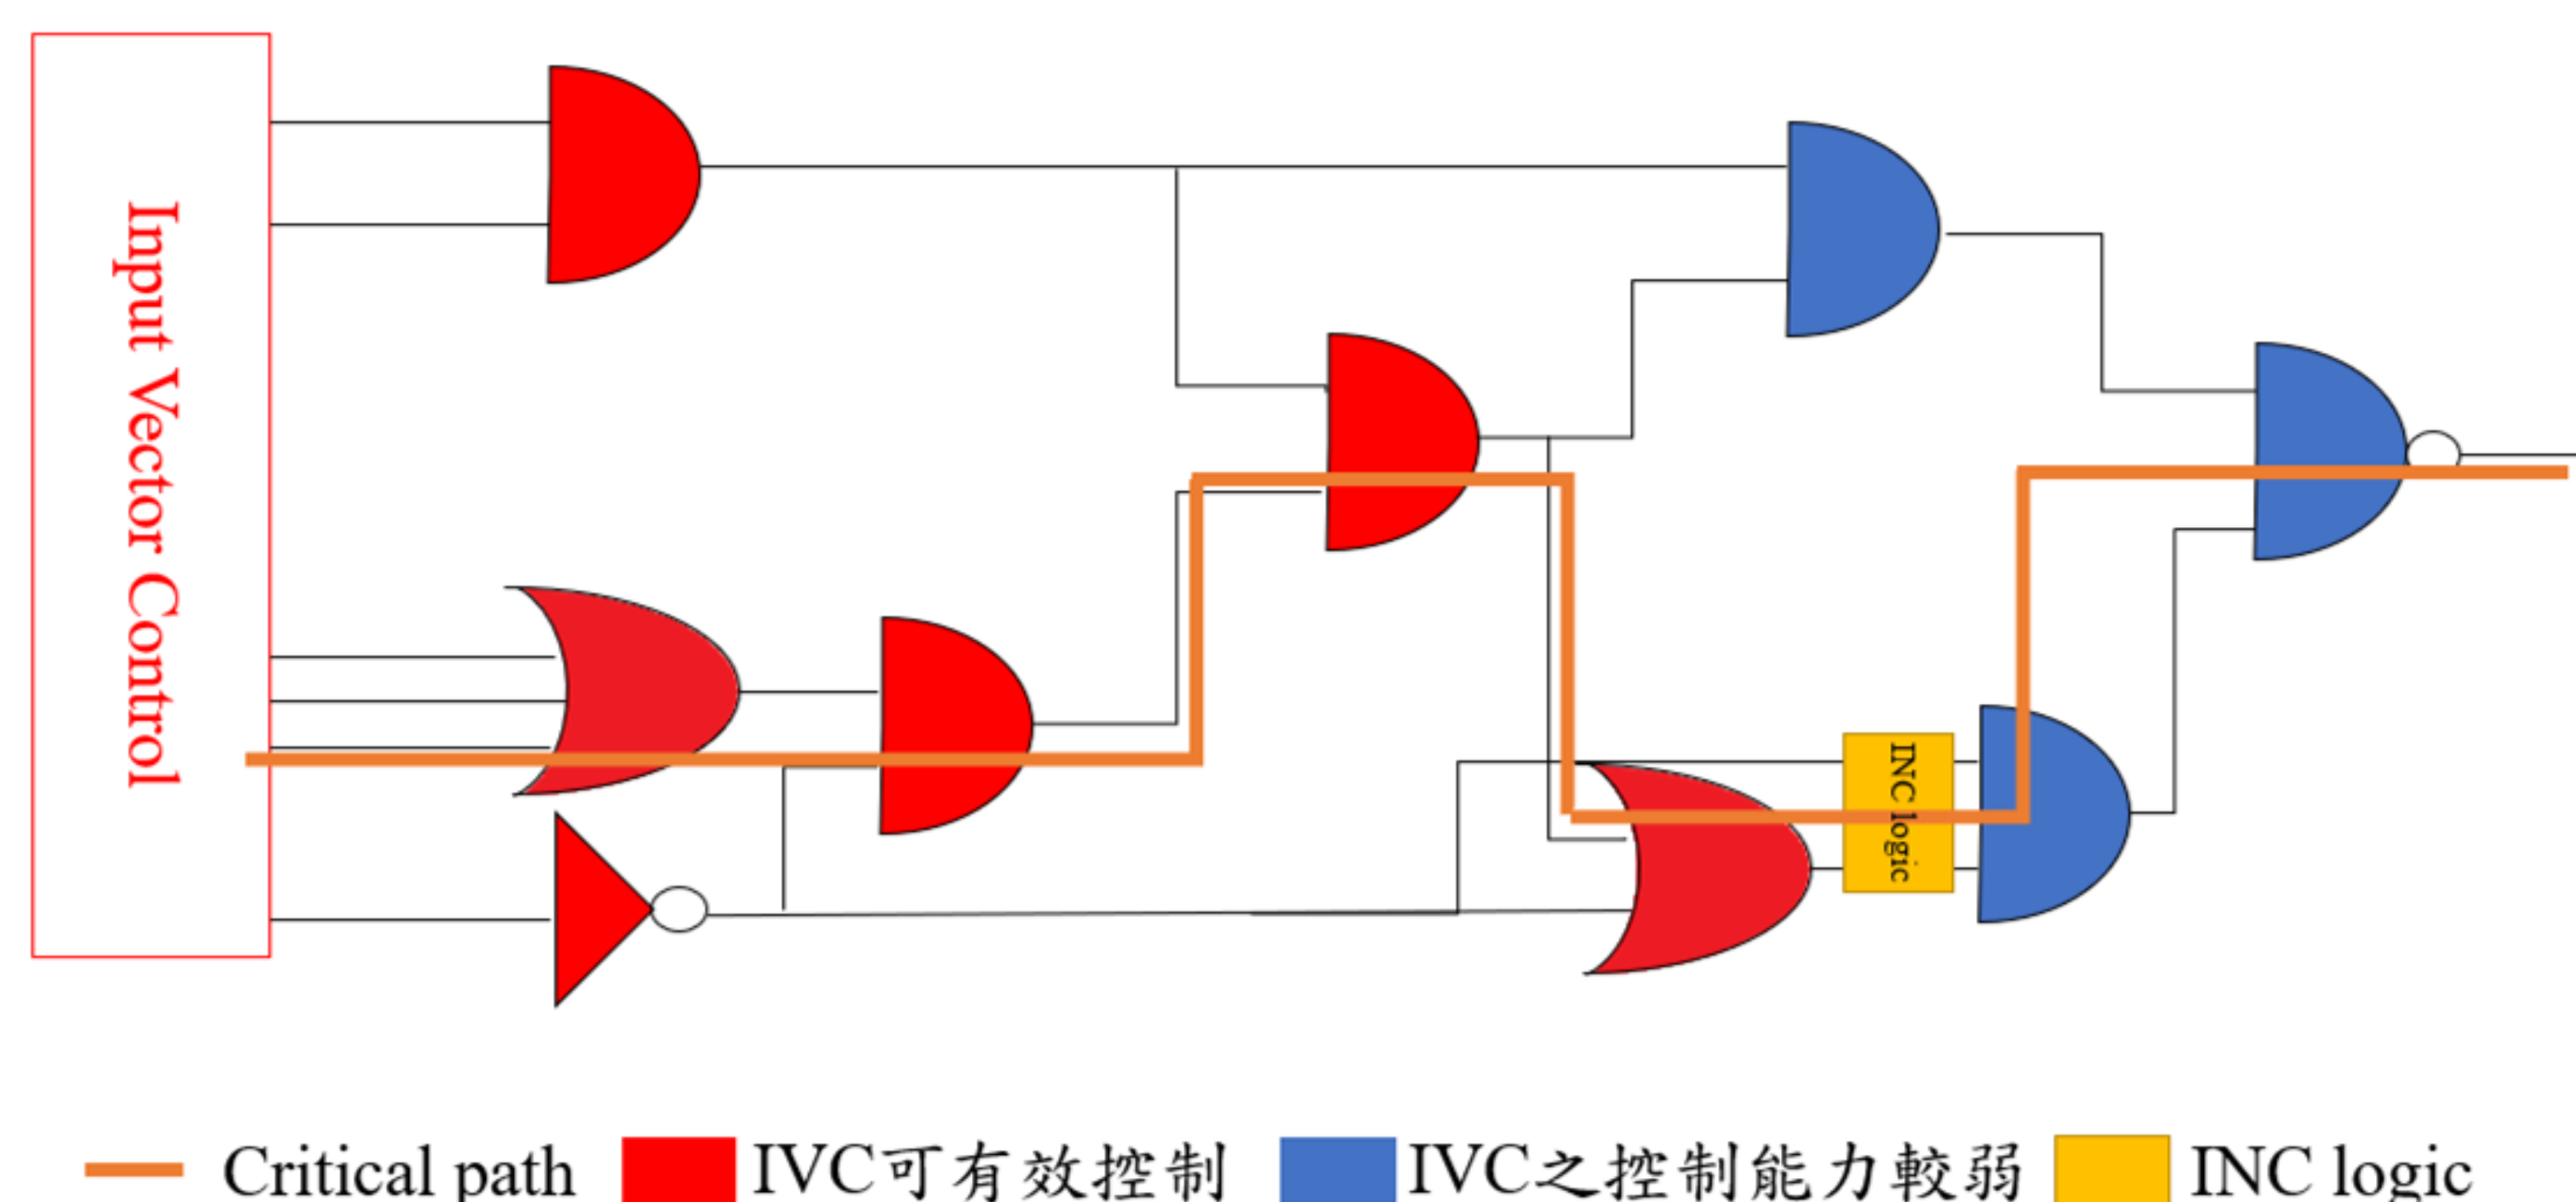 Input Vector Control
INC logic
Critical path
IVC可有效控制
IVC之控制能力較弱
INC logic